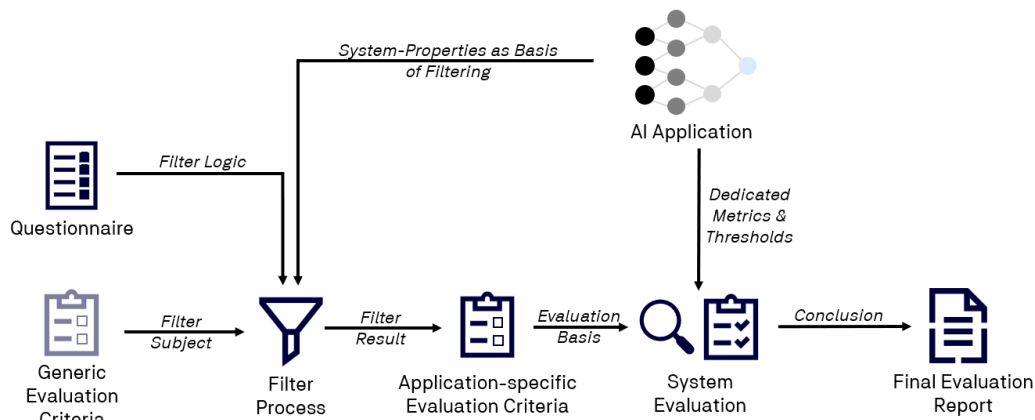 System-Properties as Basis
of Filtering
AI Application
Filter Logic
Questionnaire
Dedicated
Metrics &
Thresholds
Filter
Subject
Filter
Result
Evaluation
Basis
Conclusion
Generic
Evaluation
Criteria
Filter
Process
Application-specific
Evaluation Criteria
System
Evaluation
Final Evaluation
Report